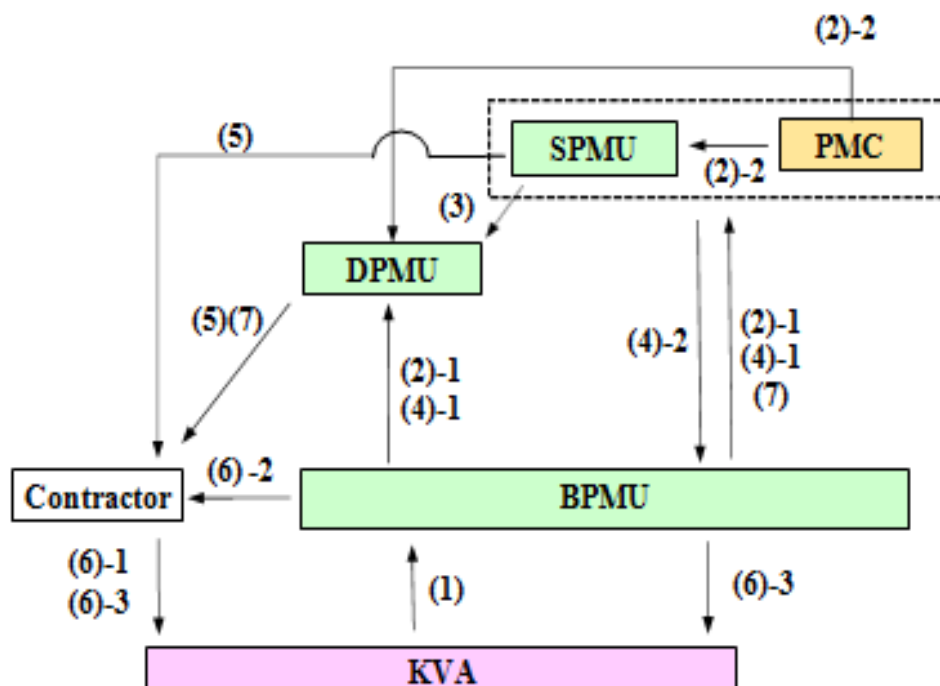 (2)-2
(5)
SPMU
PMC
(2)-2
(3)
DPMU
(5)(7)
(4)-2
(2)-1
(4)-1
(7)
(2)-1
(4)-1
Contractor
(6) -2
BPMU
(6)-1
(6)-3
(1)
(6)-3
KVA